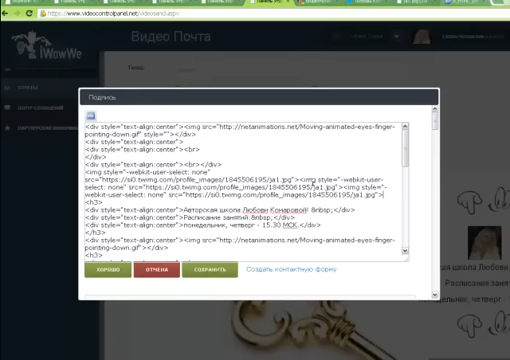 https://www.videocontrolpanel.net/videosend.aspx
iWowWe
Видео Почта
Подпись
<div style="text-align:center"><img src="http://netanimations.net/Moving-animated-eyes-finger-
pointing-down.gif" style=""></div>
<div style="text-align:center">
<div style="text-align:center"><br>
</div>
<div style="text-align:center"><br></div>
<img style="-webkit-user-select: none"
src="https://si0.twimg.com/profile_images/1845506195/ja1.jpg"><img style="-webkit-user-
select: none" src="https://si0.twimg.com/profile_images/1845506195/ja1.jpg"><img style="-
webkit-user-select: none" src="https://si0.twimg.com/profile_images/1845506195/ja1.jpg">
<h3>
<div style="text-align:center">Авторская школа Любови Комаровой! &nbsp;</div>
<div style="text-align:center">Расписание занятий:&nbsp;</div>
<div style="text-align:center">понедельник, четверг - 15.30 МСК.</div>
</h3>
<div style="text-align:center"><img src="http://netanimations.net/Moving-animated-eyes-finger-
pointing-down.gif"></div>
<h3>
ХОРОШО
ОТМЕНА
СОХРАНИТЬ
Создать контактную форму